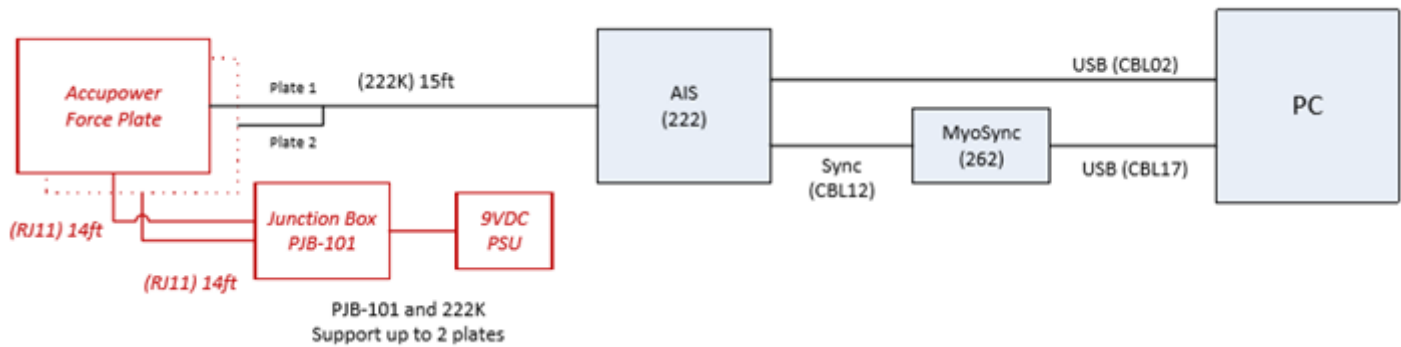 Accupower
Force Plate
Plate 1
Plate 2
(222K) 15ft
AIS
(222)
USB (CBL02)
Sync
(CBL12)
MyoSync
(262)
USB (CBL17)
PC
(RJ11) 14ft
(RJ11) 14ft
Junction Box
PJB-101
9VDC
PSU
PJB-101 and 222K
Support up to 2 plates